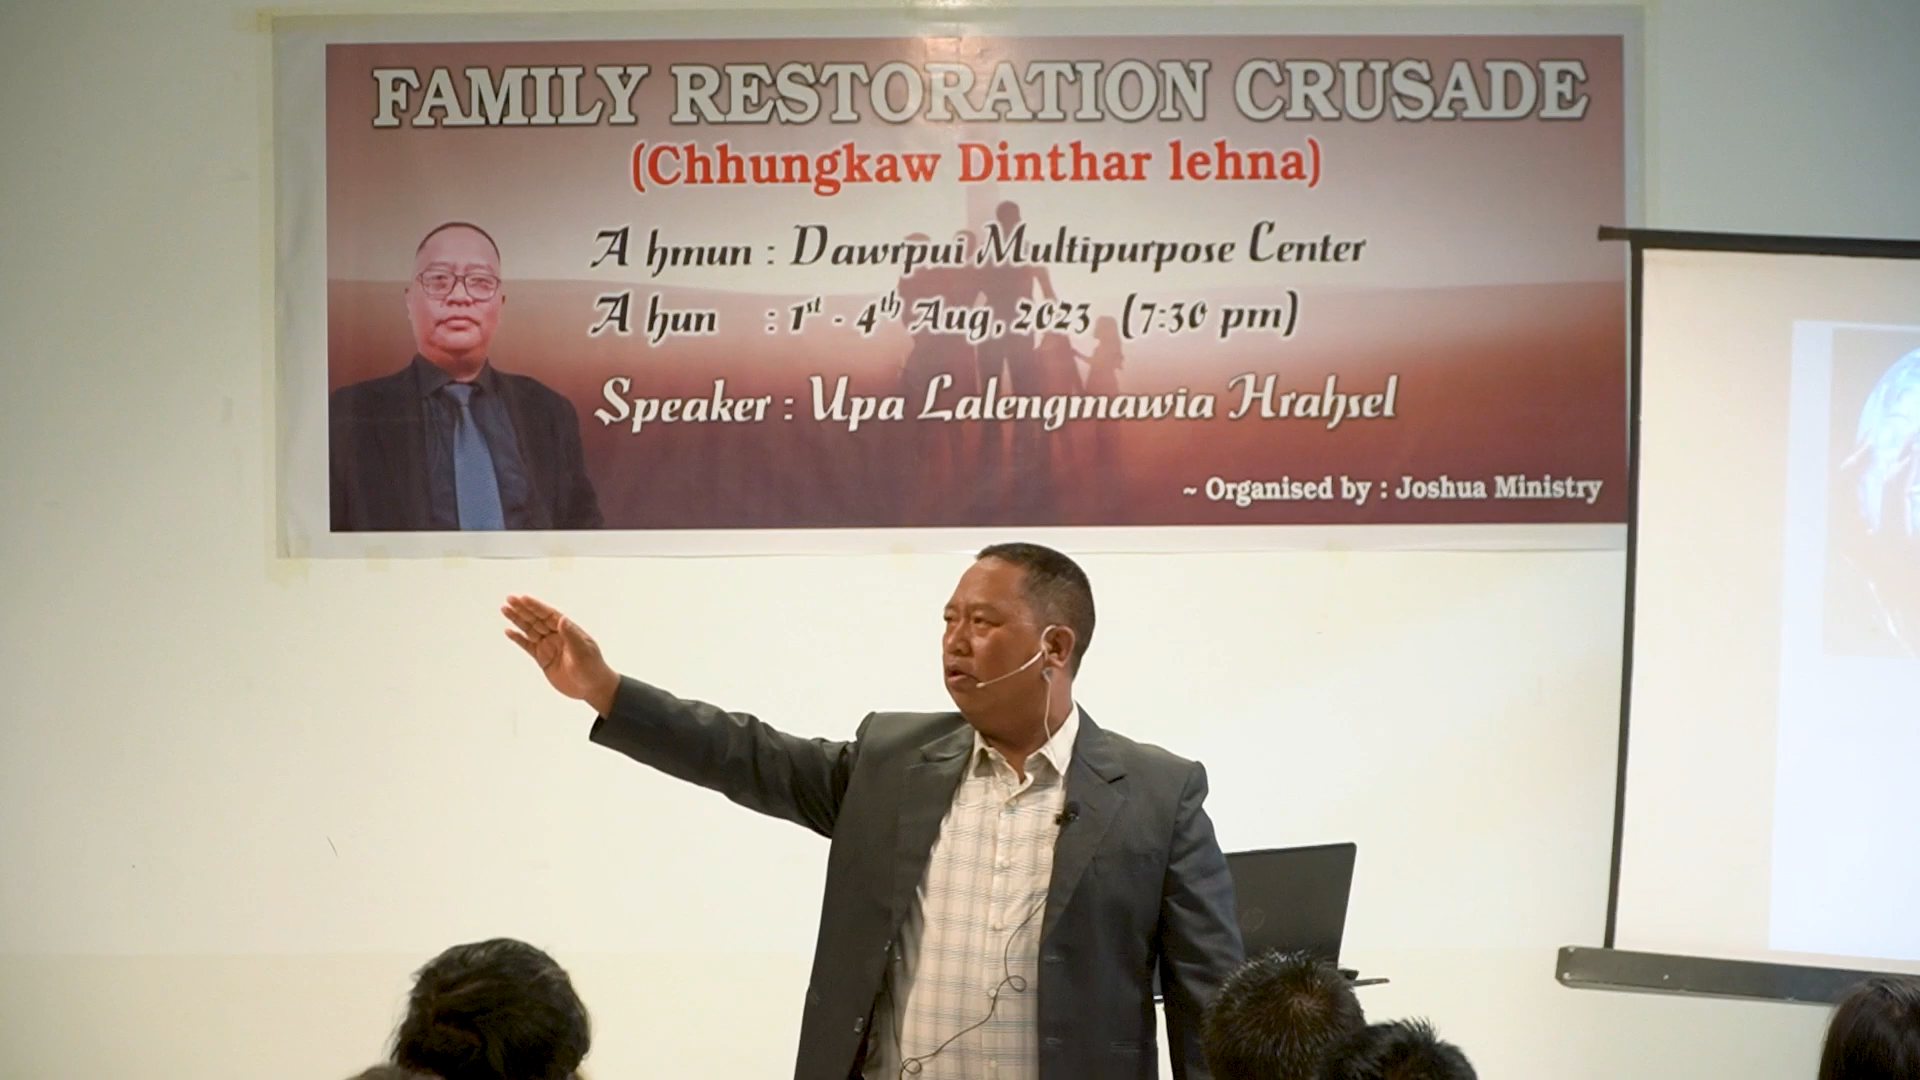 FAMILY RESTORATION CRUSADE
(Chhungkaw Dinthar lehna)
A hmun : Dawrpui Multipurpose Center
A hun : 1st - 4th Aug, 2023 (7:30 pm)
Speaker : Upa Lalengmawia Hrahsel
~ Organised by : Joshua Ministry